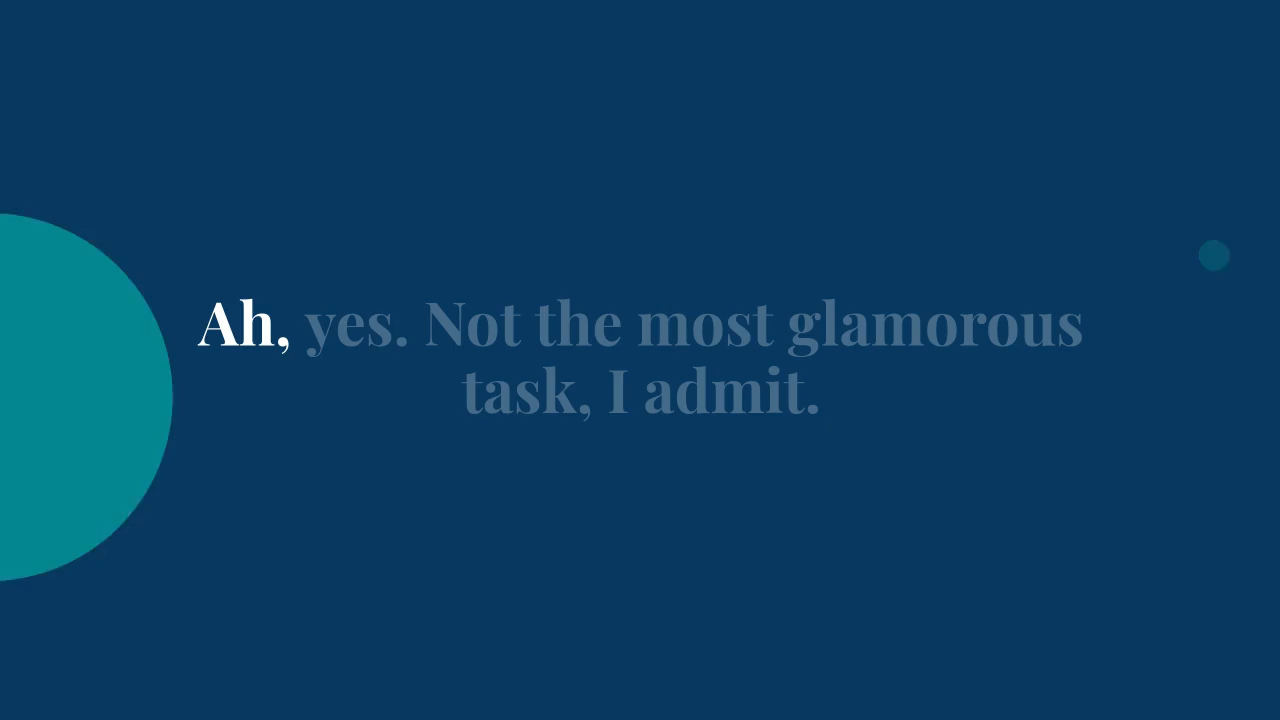 Ah, yes. Not the most glamorous
task, I admit.